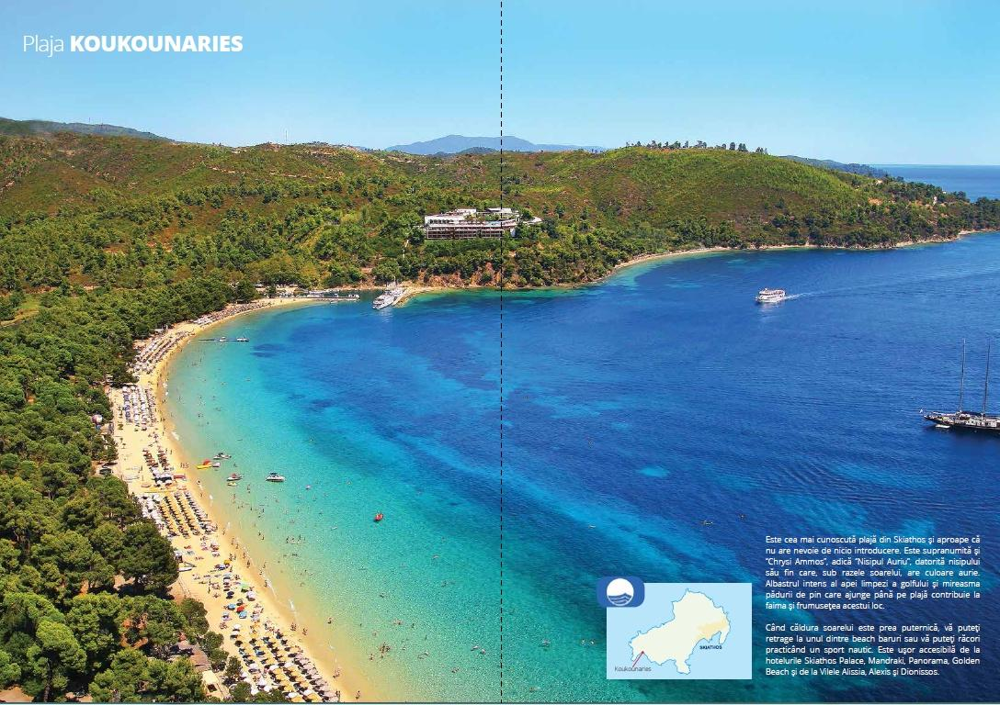 Plaja KOUKOUNARIES
Este cea mai cunoscută plajă din Skiathos și aproape că
nu are nevoie de nicio introducere. Este supranumită și
"Chrysi Ammos", adică "Nisipul Auriu", datorită nisipului
său fin care, sub razele soarelui, are culoare aurie.
Albastrul intens al apei limpezi a golfului și mireasma
pădurii de pin care ajunge până pe plajă contribuie la
faima și frumusețea acestui loc.
Când căldura soarelui este prea puternică, vă puteți
retrage la unul dintre beach baruri sau vă puteți răcori
practicând un sport nautic. Este ușor accesibilă de la
hotelurile Skiathos Palace, Mandraki, Panorama, Golden
Beach și de la Vilele Alissia, Alexis și Dionissos.
SKIATHOS
Koukounaries